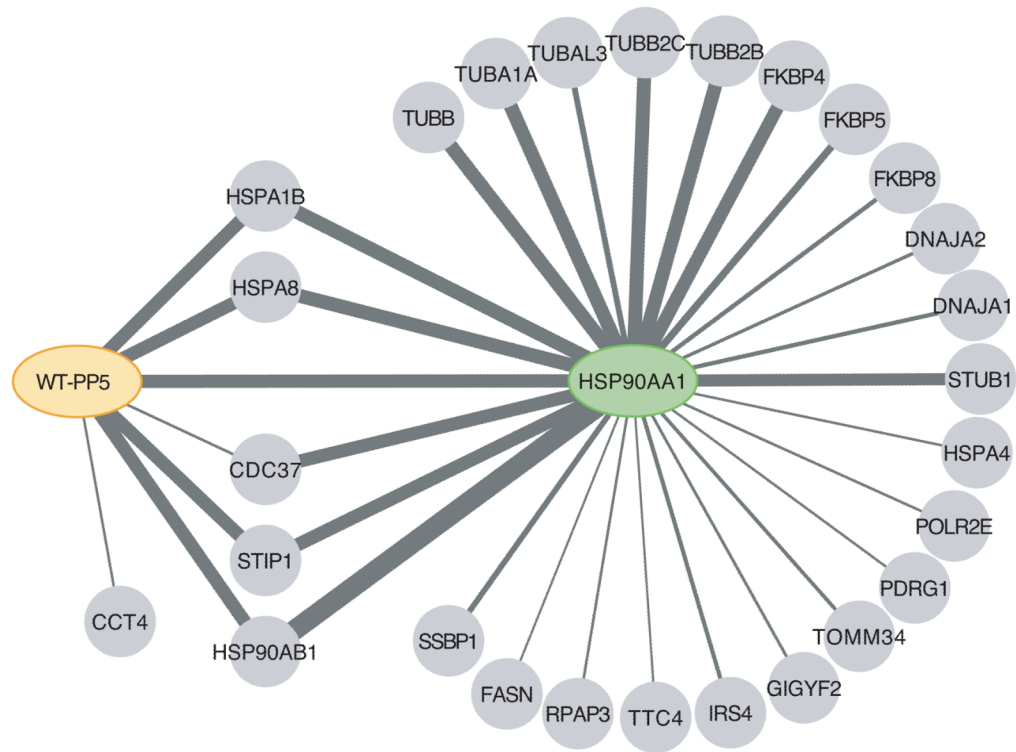 TUBB2C
TUBB2B
TUBAL3
TUBA1A
FKBP4
TUBB
FKBP5
FKBP8
HSPA1B
DNAJA2
HSPA8
DNAJA1
WT-PP5
HSP90AA1
STUB1
HSPA4
CDC37
POLR2E
STIP1
PDRG1
CCT4
TOMM34
SSBP1
HSP90AB1
GIGYF2
FASN
RPAP3
TTC4
IRS4